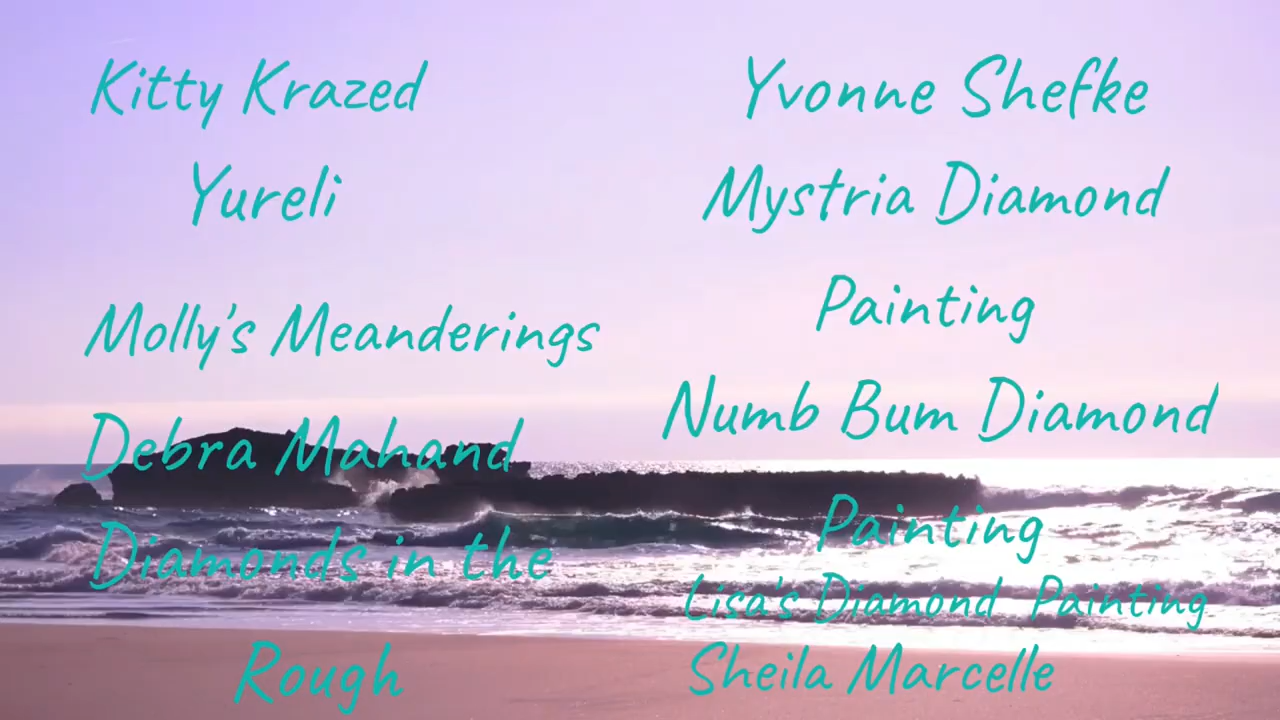 Kitty Krazed
Yureli
Molly's Meanderings
Debra Mahand
Diamonds in the
Rough
Yvonne Shefke
Mystria Diamond
Painting
Numb Bum Diamond
Painting
Lisa's Diamond Painting
Sheila Marcelle